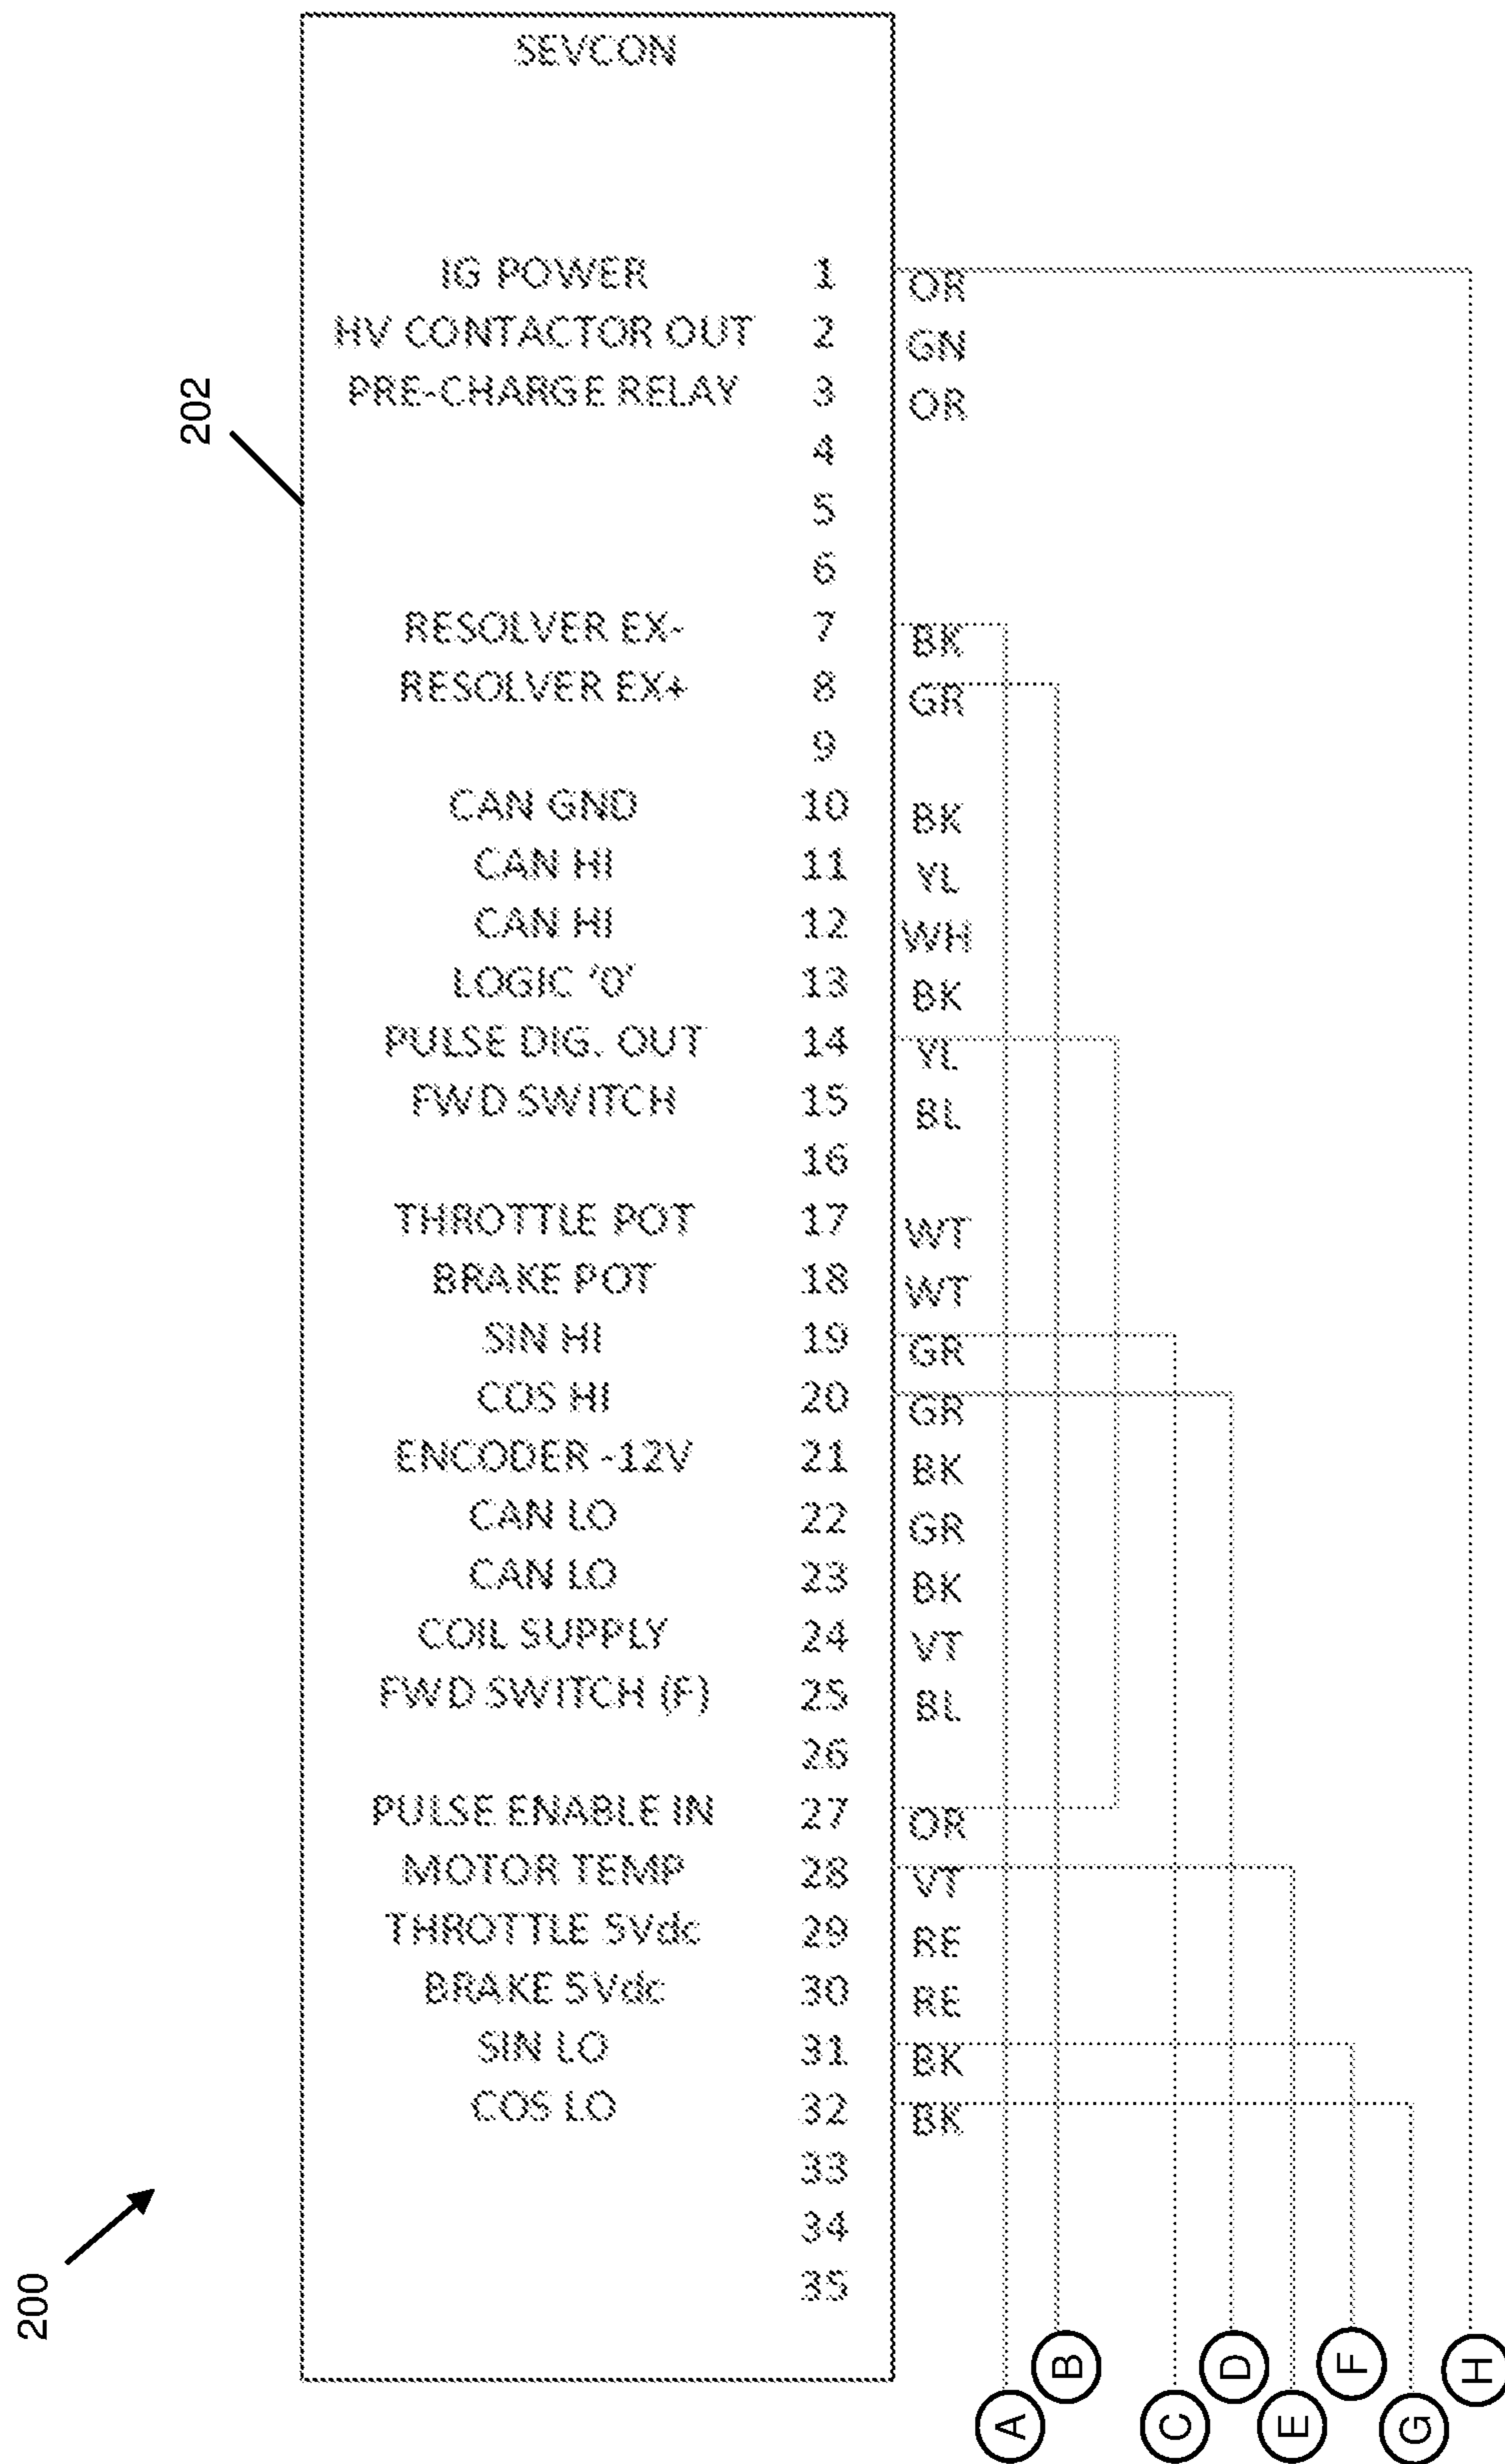 SEVCON
202
IG POWER 1 OR
HV CONTACTOR OUT 2 GN
PRE-CHARGE RELAY 3 OR
4
5
6
RESOLVER EX- 7 BK
RESOLVER EX+ 8 GR
9
CAN GND 10 BK
CAN HI 11 YL
CAN HI 12 WH
LOGIC ‘0’ 13 BK
PULSE DIG. OUT 14 YL
FWD SWITCH 15 BL
16
THROTTLE POT 17 WT
BRAKE POT 18 WT
SIN HI 19 GR
COS HI 20 GR
ENCODER -12V 21 BK
CAN LO 22 GR
CAN LO 23 BK
COIL SUPPLY 24 VT
FWD SWITCH (F) 25 BL
26
PULSE ENABLE IN 27 OR
MOTOR TEMP 28 VT
THROTTLE 5Vdc 29 RE
BRAKE 5Vdc 30 RE
SIN LO 31 BK
COS LO 32 BK
33
34
35
200
A
B
C
D
E
F
G
H